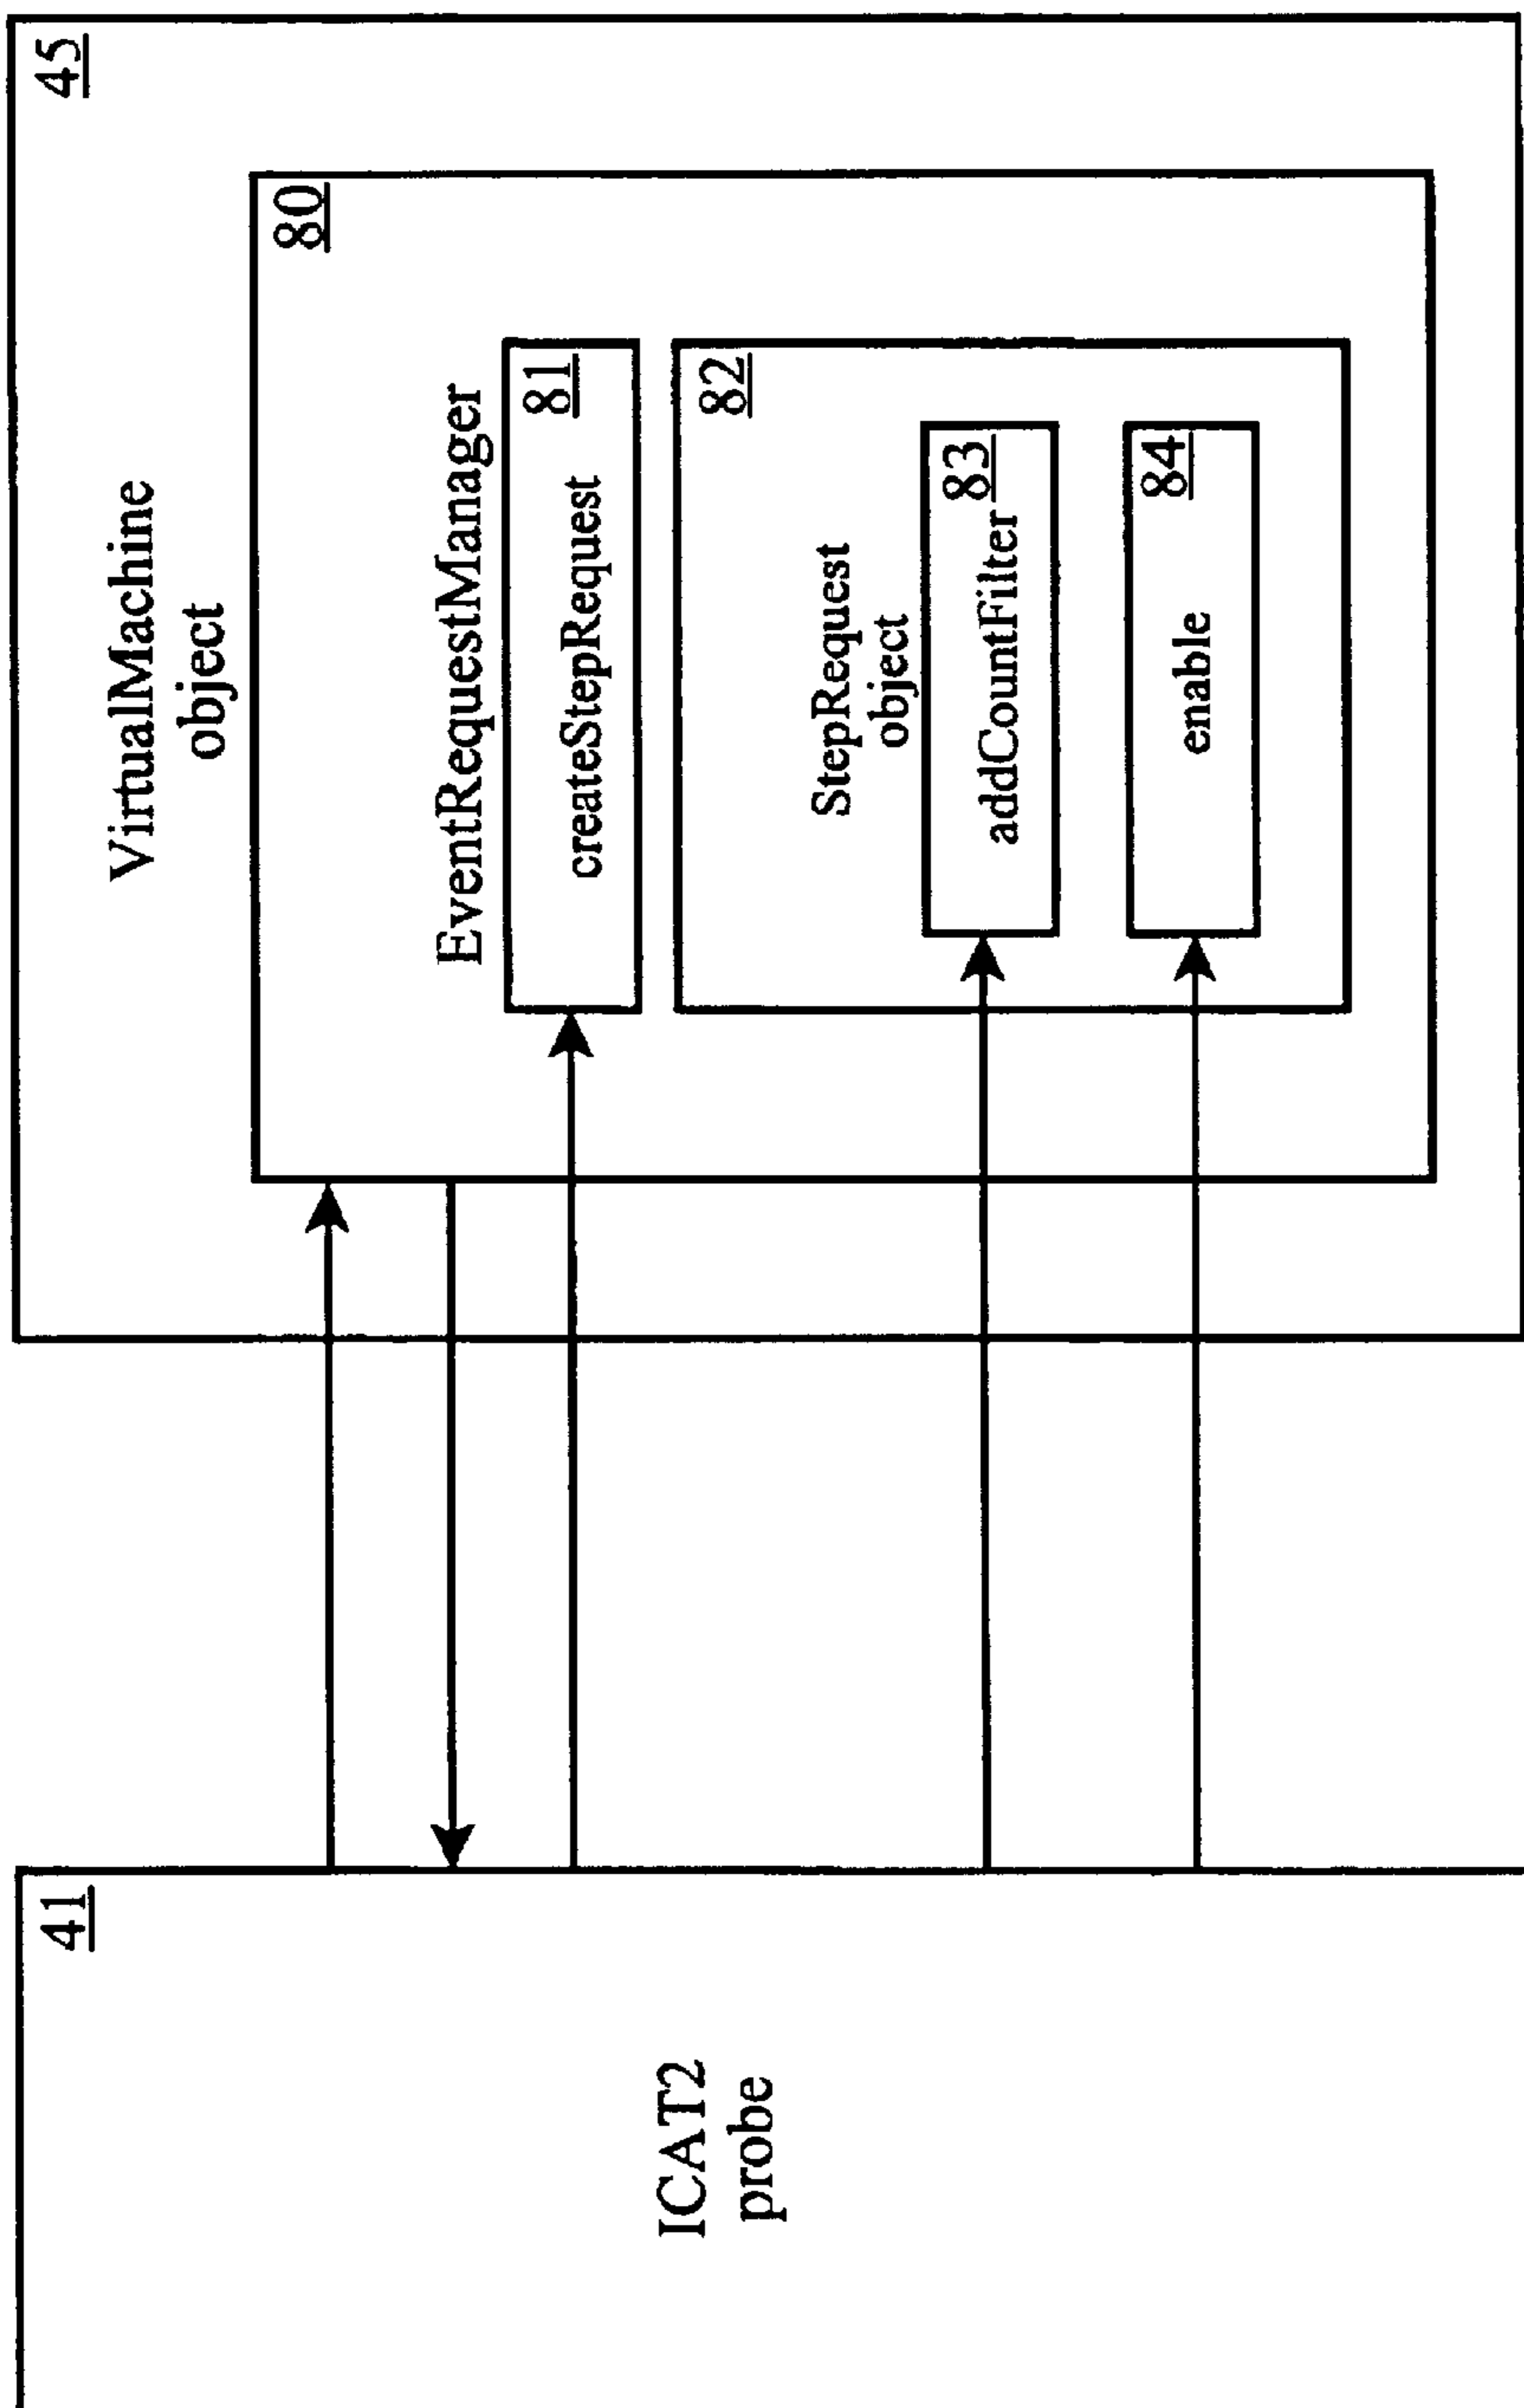 41
ICAT2
probe
45
VirtualMachine
object
80
EventRequestManager
81
createStepRequest
82
StepRequest
object
83
addCountFilter
84
enable